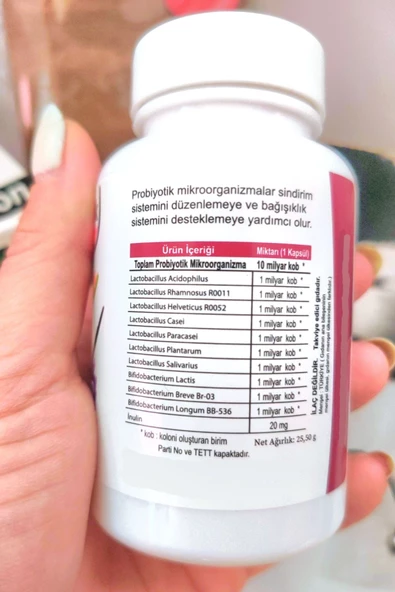 Probiyotik mikroorganizmalar sindirim
sistemini düzenlemeye ve bağışıklık
sistemini desteklemeye yardımcı olur.
Ürün İçeriği Miktarı (1 Kapsül)
Toplam Probiyotik Mikroorganizma 10 milyar kob *
Lactobacillus Acidophilus 1 milyar kob *
Lactobacillus Rhamnosus R0011 1 milyar kob *
Lactobacillus Helveticus R0052 1 milyar kob *
Lactobacillus Casei 1 milyar kob *
Lactobacillus Paracasei 1 milyar kob *
Lactobacillus Plantarum 1 milyar kob *
Lactobacillus Salivarius 1 milyar kob *
Bifidobacterium Lactis 1 milyar kob *
Bifidobacterium Breve Br-03 1 milyar kob *
Bifidobacterium Longum BB-536 1 milyar kob *
İnulin 20 mg
* kob : koloni oluşturan birim Net Ağırlık: 25,50 g
Parti No ve TETT kapaktadır.
İLAÇ DEĞİLDİR. Takviye edici gıdadır.